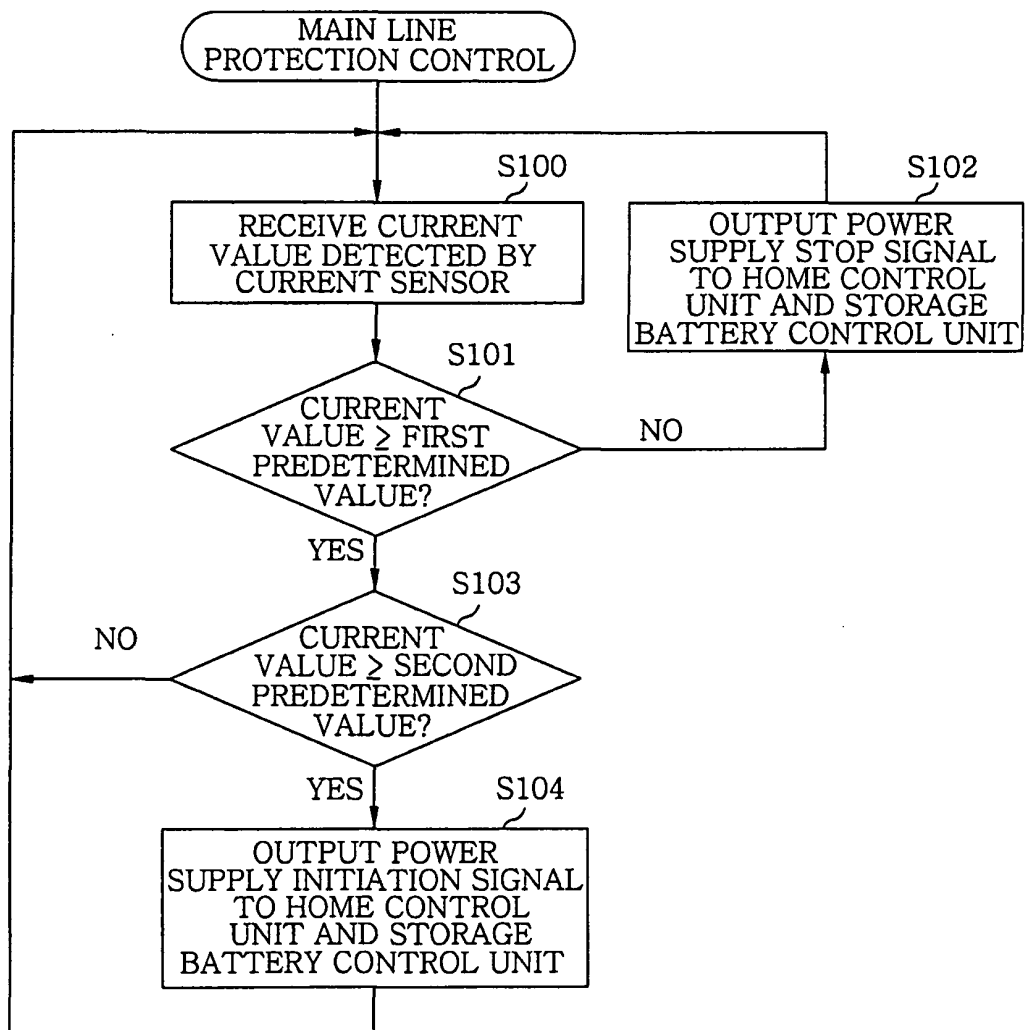 MAIN LINE
PROTECTION CONTROL
S100
RECEIVE CURRENT
VALUE DETECTED BY
CURRENT SENSOR
S102
OUTPUT POWER
SUPPLY STOP SIGNAL
TO HOME CONTROL
UNIT AND STORAGE
BATTERY CONTROL UNIT
S101
CURRENT
VALUE ≥ FIRST
PREDETERMINED
VALUE?
NO
YES
S103
CURRENT
VALUE ≥ SECOND
PREDETERMINED
VALUE?
NO
YES
S104
OUTPUT POWER
SUPPLY INITIATION SIGNAL
TO HOME CONTROL
UNIT AND STORAGE
BATTERY CONTROL UNIT